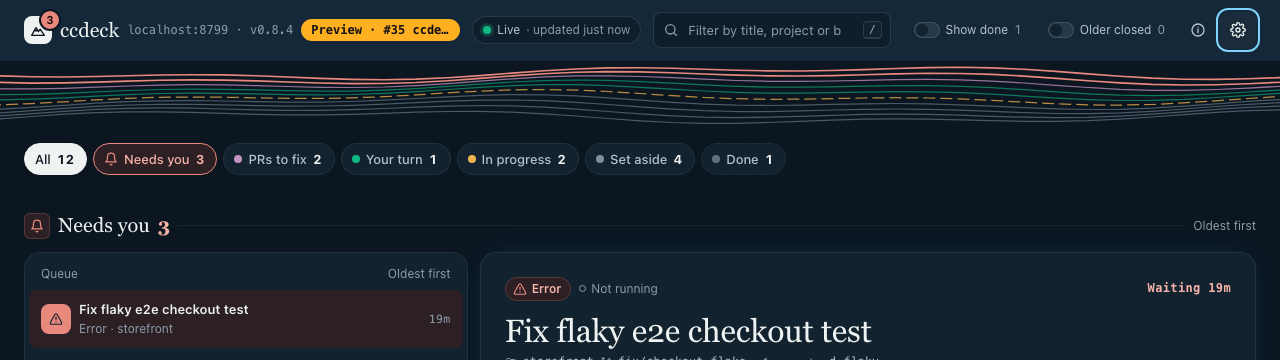 3
ccdeck localhost:8799 · v0.8.4 Preview · #35 ccde… Live · updated just now Filter by title, project or b / Show done 1 Older closed 0
All 12 Needs you 3 PRs to fix 2 Your turn 1 In progress 2 Set aside 4 Done 1
Needs you 3 Oldest first
Queue Oldest first
Fix flaky e2e checkout test
Error · storefront
19m
Error Not running Waiting 19m
Fix flaky e2e checkout test